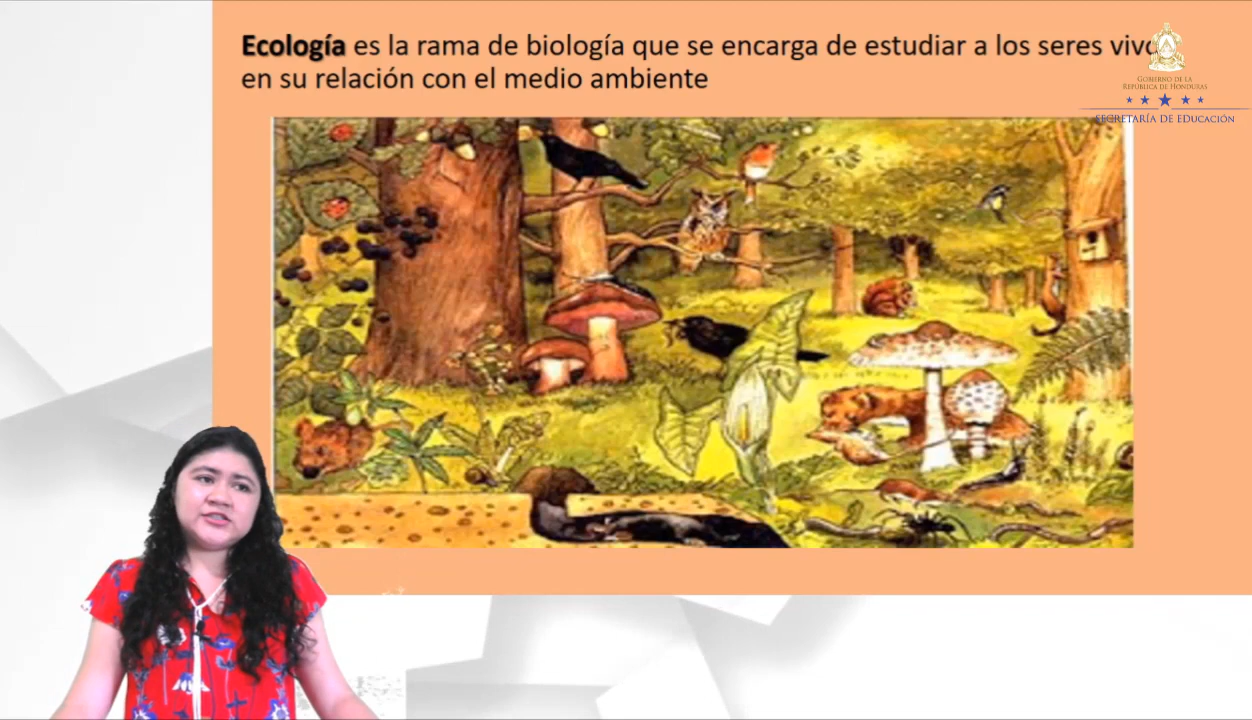 Ecología es la rama de biología que se encarga de estudiar a los seres vivo
en su relación con el medio ambiente
GOBIERNO DE LA
REPÚBLICA DE HONDURAS
SECRETARÍA DE EDUCACIÓN